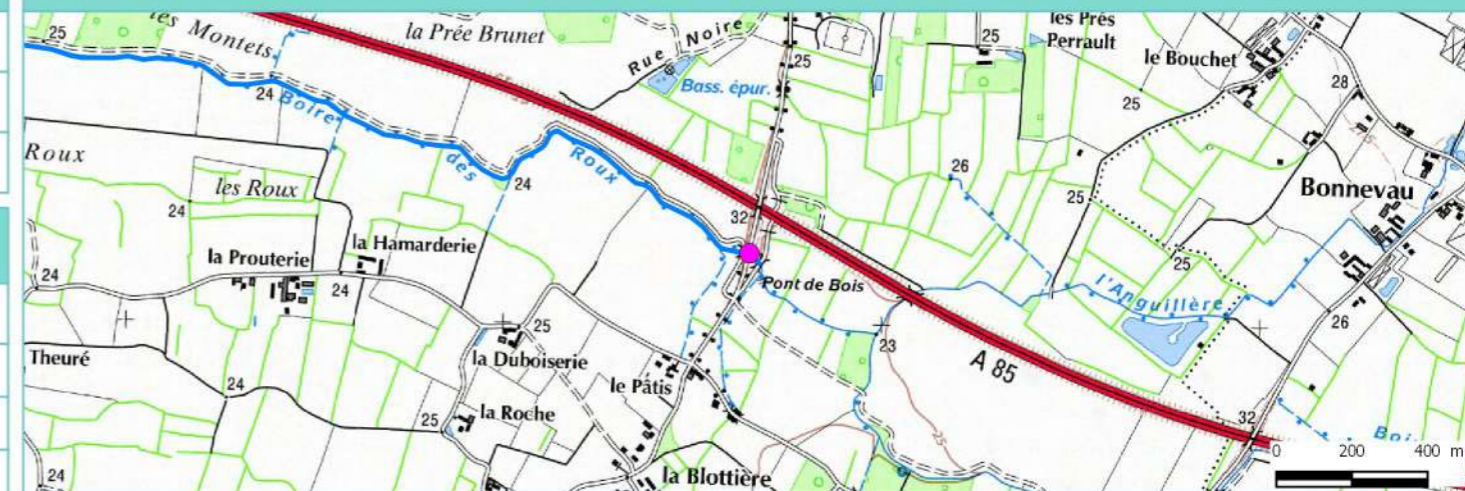 les Prés
Perrault
les Montets
la Prée Brunet
Rue Noire
25
25
25
25
le Bouchet
28
Bass. épur.
24
Boire des Roux
Roux
les Roux
24
24
26
25
25
25
Bonnevau
32
la Prouterie
la Hamarderie
24
24
Pont de Bois
l'Anguillère
26
25
la Duboiserie
23
Theuré
24
A 85
le Pâtis
25
la Roche
25
32
24
la Blottière
0 200 400 m